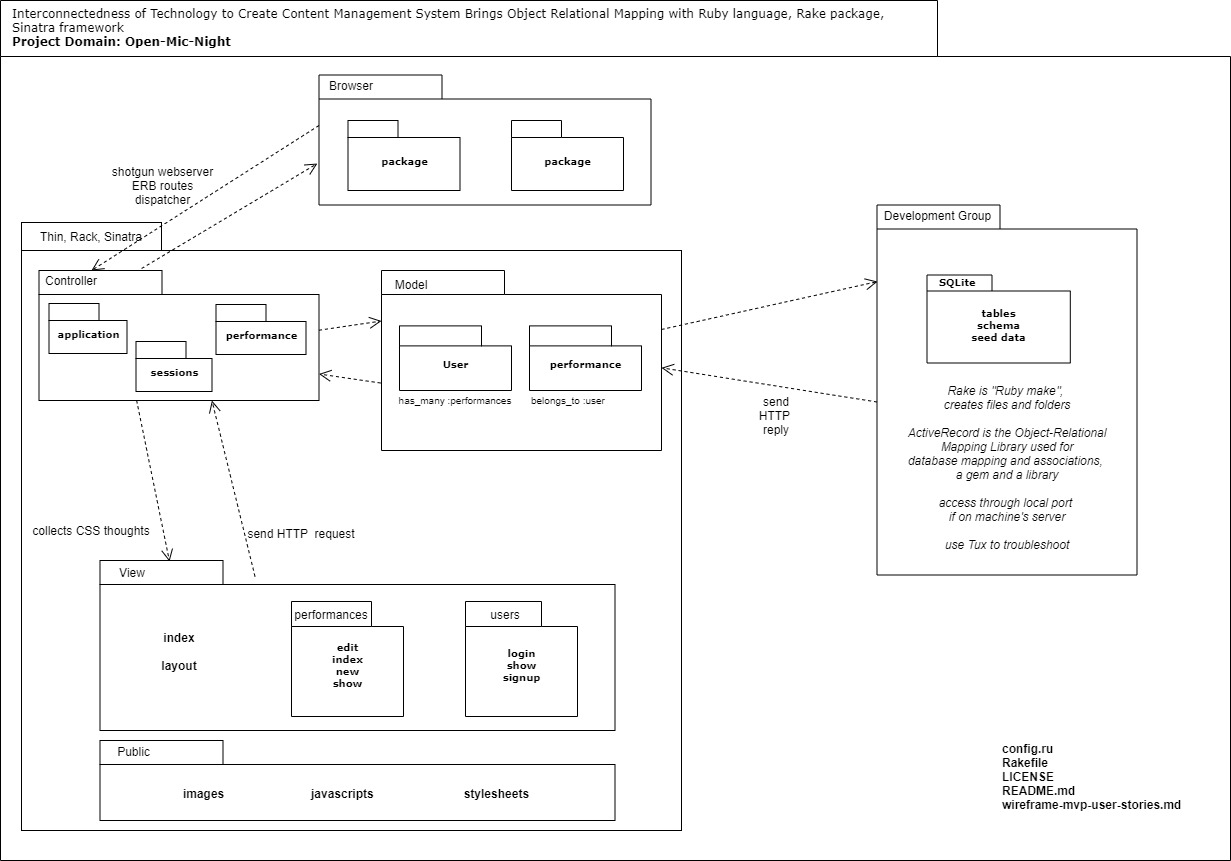 Interconnectedness of Technology to Create Content Management System Brings Object Relational Mapping with Ruby language, Rake package,
Sinatra framework
Project Domain: Open-Mic-Night
Browser
package
package
shotgun webserver
ERB routes
dispatcher
Thin, Rack, Sinatra
Controller
application
sessions
performance
Model
User
has_many :performances
performance
belongs_to :user
Development Group
SQLite
tables
schema
seed data
Rake is "Ruby make",
creates files and folders
ActiveRecord is the Object-Relational
Mapping Library used for
database mapping and associations,
a gem and a library
access through local port
if on machine's server
use Tux to troubleshoot
send
HTTP
reply
collects CSS thoughts
send HTTP request
View
index
layout
performances
edit
index
new
show
users
login
show
signup
Public
images
javascripts
stylesheets
config.ru
Rakefile
LICENSE
README.md
wireframe-mvp-user-stories.md